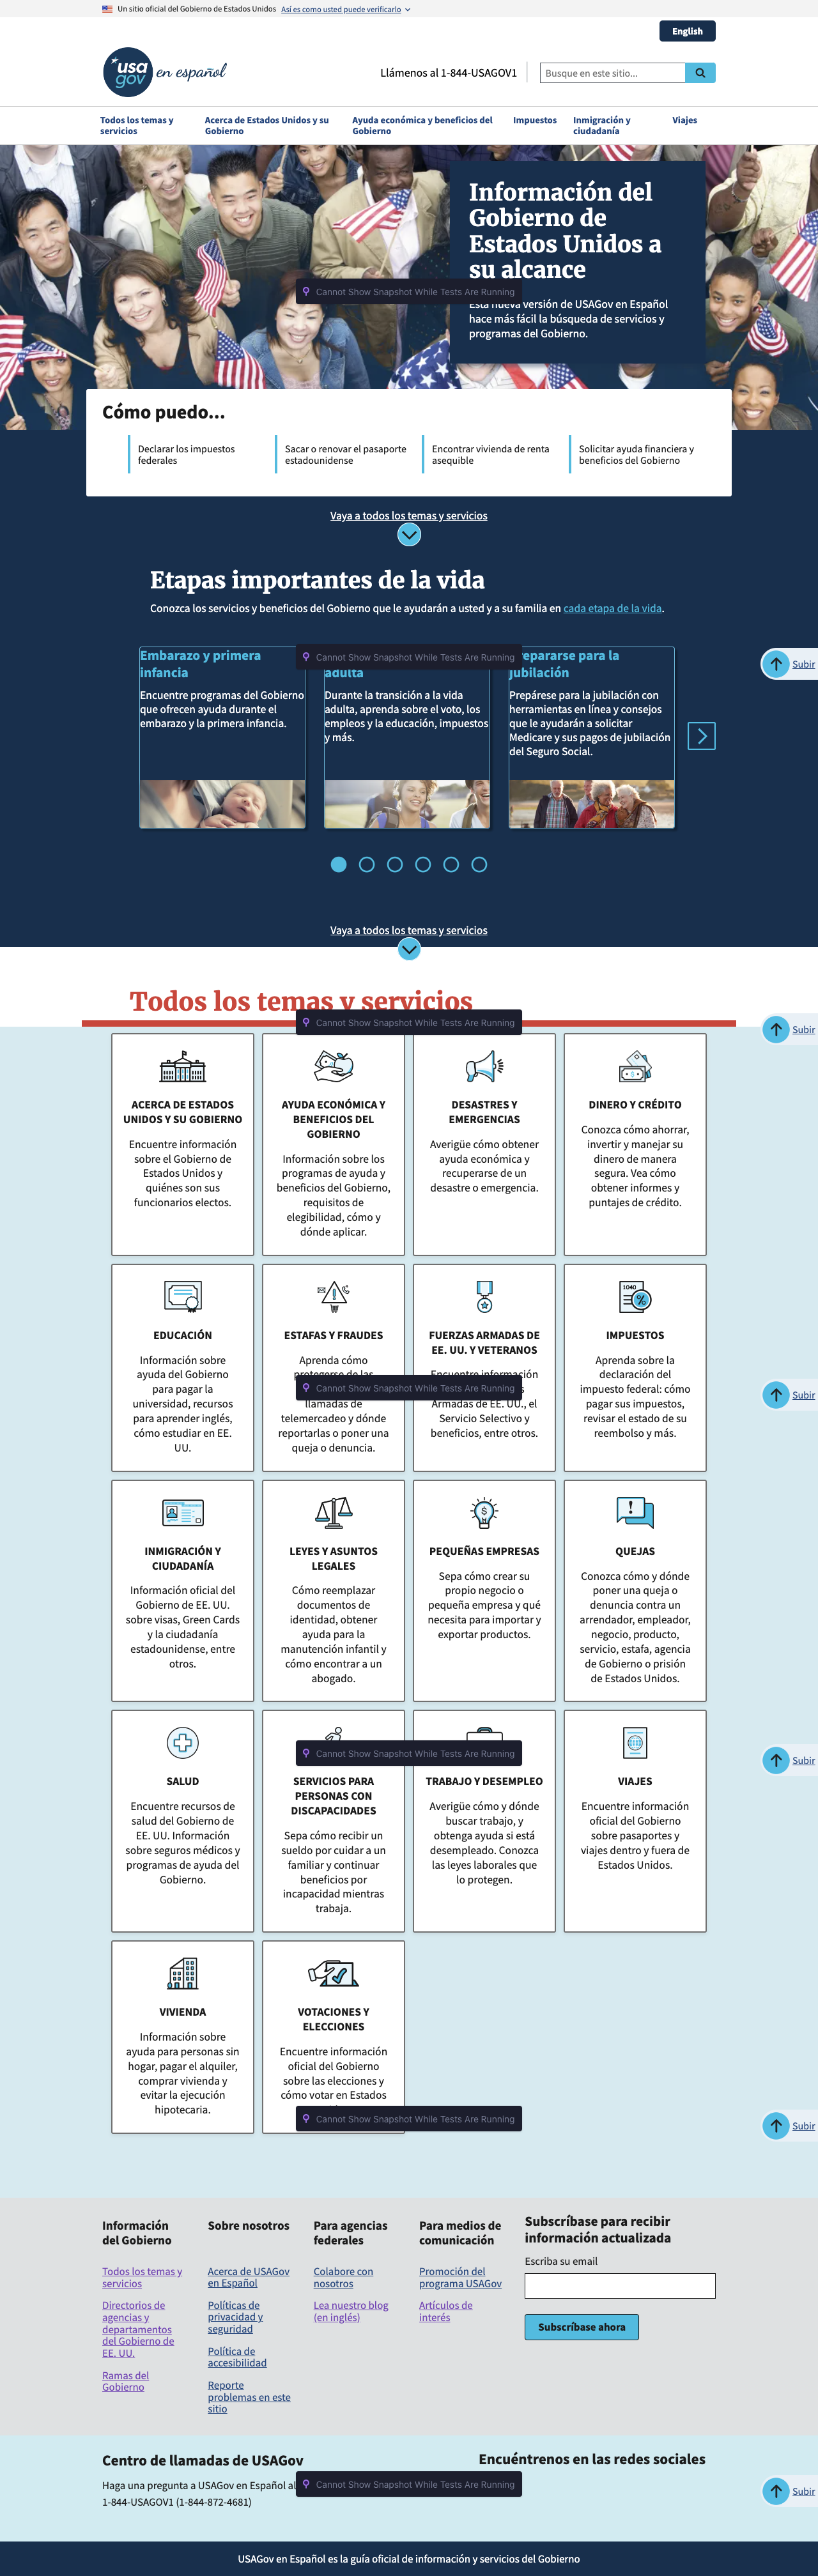 Un sitio oficial del Gobierno de Estados Unidos Así es como usted puede verificarlo
English
usa gov en español
Llámenos al 1-844-USAGOV1
Busque en este sitio...
Todos los temas y servicios
Acerca de Estados Unidos y su Gobierno
Ayuda económica y beneficios del Gobierno
Impuestos
Inmigración y ciudadanía
Viajes
Información del
Gobierno de
Estados Unidos a
su alcance
Cannot Show Snapshot While Tests Are Running
Esta nueva versión de USAGov en Español
hace más fácil la búsqueda de servicios y
programas del Gobierno.
Cómo puedo...
Declarar los impuestos
federales
Sacar o renovar el pasaporte
estadounidense
Encontrar vivienda de renta
asequible
Solicitar ayuda financiera y
beneficios del Gobierno
Vaya a todos los temas y servicios
Etapas importantes de la vida
Conozca los servicios y beneficios del Gobierno que le ayudarán a usted y a su familia en cada etapa de la vida.
Cannot Show Snapshot While Tests Are Running
Subir
Embarazo y primera
infancia
Encuentre programas del Gobierno
que ofrecen ayuda durante el
embarazo y la primera infancia.
adulta
Durante la transición a la vida
adulta, aprenda sobre el voto, los
empleos y la educación, impuestos
y más.
repararse para la
jubilación
Prepárese para la jubilación con
herramientas en línea y consejos
que le ayudarán a solicitar
Medicare y sus pagos de jubilación
del Seguro Social.
Vaya a todos los temas y servicios
Todos los temas y servicios
Cannot Show Snapshot While Tests Are Running
Subir
ACERCA DE ESTADOS
UNIDOS Y SU GOBIERNO
Encuentre información
sobre el Gobierno de
Estados Unidos y
quiénes son sus
funcionarios electos.
AYUDA ECONÓMICA Y
BENEFICIOS DEL
GOBIERNO
Información sobre los
programas de ayuda y
beneficios del Gobierno,
requisitos de
elegibilidad, cómo y
dónde aplicar.
DESASTRES Y
EMERGENCIAS
Averigüe cómo obtener
ayuda económica y
recuperarse de un
desastre o emergencia.
DINERO Y CRÉDITO
Conozca cómo ahorrar,
invertir y manejar su
dinero de manera
segura. Vea cómo
obtener informes y
puntajes de crédito.
EDUCACIÓN
Información sobre
ayuda del Gobierno
para pagar la
universidad, recursos
para aprender inglés,
cómo estudiar en EE.
UU.
ESTAFAS Y FRAUDES
Aprenda cómo
protegerse de las
llamadas de
telemercadeo y dónde
reportarlas o poner una
queja o denuncia.
FUERZAS ARMADAS DE
EE. UU. Y VETERANOS
Encuentre información
Armadas de EE. UU., el
Servicio Selectivo y
beneficios, entre otros.
1040
IMPUESTOS
Aprenda sobre la
declaración del
impuesto federal: cómo
pagar sus impuestos,
revisar el estado de su
reembolso y más.
Cannot Show Snapshot While Tests Are Running
Subir
INMIGRACIÓN Y
CIUDADANÍA
Información oficial del
Gobierno de EE. UU.
sobre visas, Green Cards
y la ciudadanía
estadounidense, entre
otros.
LEYES Y ASUNTOS
LEGALES
Cómo reemplazar
documentos de
identidad, obtener
ayuda para la
manutención infantil y
cómo encontrar a un
abogado.
PEQUEÑAS EMPRESAS
Sepa cómo crear su
propio negocio o
pequeña empresa y qué
necesita para importar y
exportar productos.
QUEJAS
Conozca cómo y dónde
poner una queja o
denuncia contra un
arrendador, empleador,
negocio, producto,
servicio, estafa, agencia
de Gobierno o prisión
de Estados Unidos.
Cannot Show Snapshot While Tests Are Running
Subir
SALUD
Encuentre recursos de
salud del Gobierno de
EE. UU. Información
sobre seguros médicos y
programas de ayuda del
Gobierno.
SERVICIOS PARA
PERSONAS CON
DISCAPACIDADES
Sepa cómo recibir un
sueldo por cuidar a un
familiar y continuar
beneficios por
incapacidad mientras
trabaja.
TRABAJO Y DESEMPLEO
Averigüe cómo y dónde
buscar trabajo, y
obtenga ayuda si está
desempleado. Conozca
las leyes laborales que
lo protegen.
VIAJES
Encuentre información
oficial del Gobierno
sobre pasaportes y
viajes dentro y fuera de
Estados Unidos.
VIVIENDA
Información sobre
ayuda para personas sin
hogar, pagar el alquiler,
comprar vivienda y
evitar la ejecución
hipotecaria.
VOTACIONES Y
ELECCIONES
Encuentre información
oficial del Gobierno
sobre las elecciones y
cómo votar en Estados
Cannot Show Snapshot While Tests Are Running
Subir
Información
del Gobierno
Todos los temas y
servicios
Directorios de
agencias y
departamentos
del Gobierno de
EE. UU.
Ramas del
Gobierno
Sobre nosotros
Acerca de USAGov
en Español
Políticas de
privacidad y
seguridad
Política de
accesibilidad
Reporte
problemas en este
sitio
Para agencias
federales
Colabore con
nosotros
Lea nuestro blog
(en inglés)
Para medios de
comunicación
Promoción del
programa USAGov
Artículos de
interés
Subscríbase para recibir
información actualizada
Escriba su email
Subscríbase ahora
Centro de llamadas de USAGov
Haga una pregunta a USAGov en Español al
1-844-USAGOV1 (1-844-872-4681)
Encuéntrenos en las redes sociales
Cannot Show Snapshot While Tests Are Running
Subir
USAGov en Español es la guía oficial de información y servicios del Gobierno